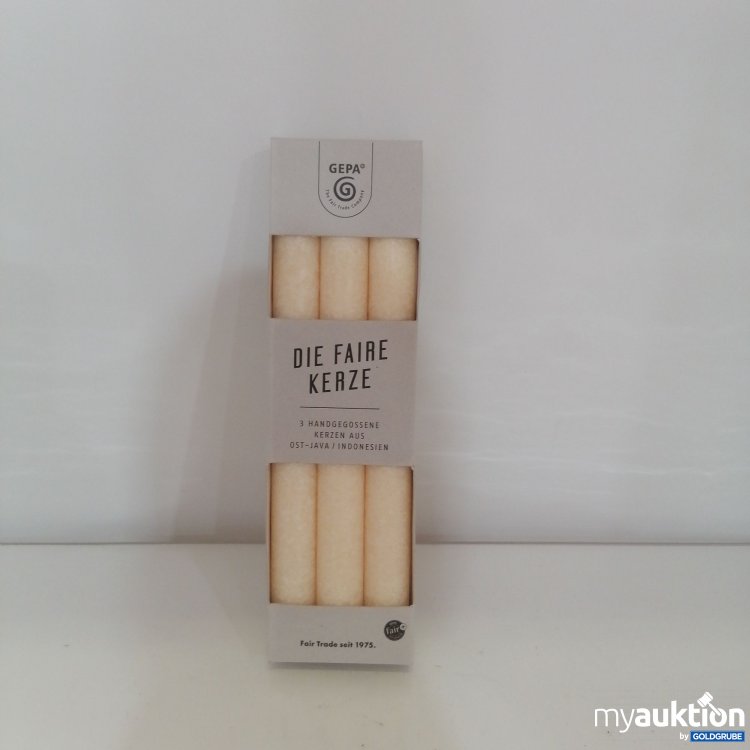 GEPA
The Fair Trade Company
DIE FAIRE
KERZE
3 HANDGEGOSSENE
KERZEN AUS
OST-JAVA / INDONESIEN
fair
Fair Trade seit 1975.
myauktion
by GOLDGRUBE